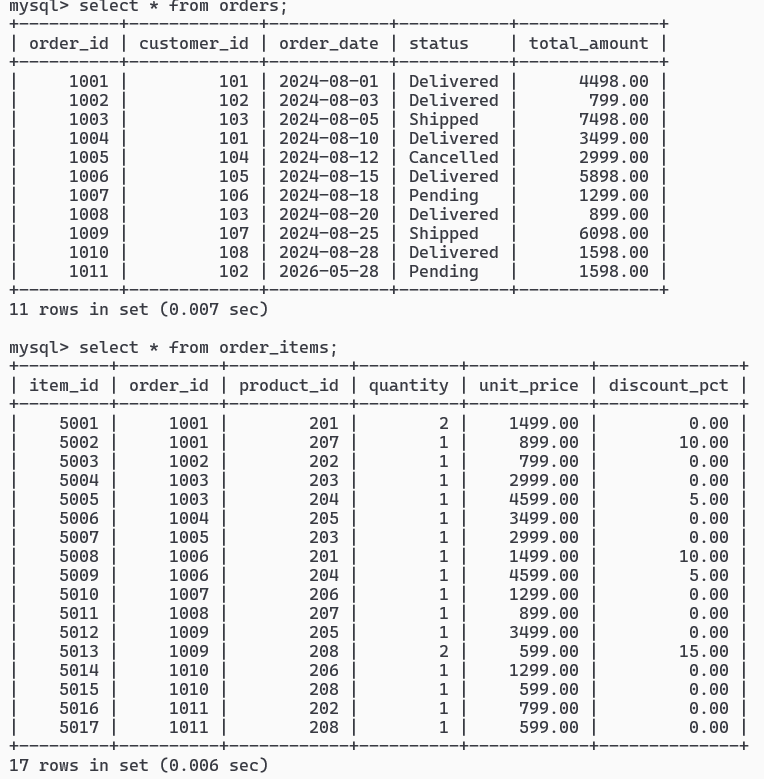 mysql> select * from orders;
+----------+-------------+------------+-----------+--------------+
| order_id | customer_id | order_date | status    | total_amount |
+----------+-------------+------------+-----------+--------------+
|     1001 |         101 | 2024-08-01 | Delivered |      4498.00 |
|     1002 |         102 | 2024-08-03 | Delivered |       799.00 |
|     1003 |         103 | 2024-08-05 | Shipped   |      7498.00 |
|     1004 |         101 | 2024-08-10 | Delivered |      3499.00 |
|     1005 |         104 | 2024-08-12 | Cancelled |      2999.00 |
|     1006 |         105 | 2024-08-15 | Delivered |      5898.00 |
|     1007 |         106 | 2024-08-18 | Pending   |      1299.00 |
|     1008 |         103 | 2024-08-20 | Delivered |       899.00 |
|     1009 |         107 | 2024-08-25 | Shipped   |      6098.00 |
|     1010 |         108 | 2024-08-28 | Delivered |      1598.00 |
|     1011 |         102 | 2026-05-28 | Pending   |      1598.00 |
+----------+-------------+------------+-----------+--------------+
11 rows in set (0.007 sec)

mysql> select * from order_items;
+---------+----------+------------+----------+------------+--------------+
| item_id | order_id | product_id | quantity | unit_price | discount_pct |
+---------+----------+------------+----------+------------+--------------+
|    5001 |     1001 |        201 |        2 |    1499.00 |         0.00 |
|    5002 |     1001 |        207 |        1 |     899.00 |        10.00 |
|    5003 |     1002 |        202 |        1 |     799.00 |         0.00 |
|    5004 |     1003 |        203 |        1 |    2999.00 |         0.00 |
|    5005 |     1003 |        204 |        1 |    4599.00 |         5.00 |
|    5006 |     1004 |        205 |        1 |    3499.00 |         0.00 |
|    5007 |     1005 |        203 |        1 |    2999.00 |         0.00 |
|    5008 |     1006 |        201 |        1 |    1499.00 |        10.00 |
|    5009 |     1006 |        204 |        1 |    4599.00 |         5.00 |
|    5010 |     1007 |        206 |        1 |    1299.00 |         0.00 |
|    5011 |     1008 |        207 |        1 |     899.00 |         0.00 |
|    5012 |     1009 |        205 |        1 |    3499.00 |         0.00 |
|    5013 |     1009 |        208 |        2 |     599.00 |        15.00 |
|    5014 |     1010 |        206 |        1 |    1299.00 |         0.00 |
|    5015 |     1010 |        208 |        1 |     599.00 |         0.00 |
|    5016 |     1011 |        202 |        1 |     799.00 |         0.00 |
|    5017 |     1011 |        208 |        1 |     599.00 |         0.00 |
+---------+----------+------------+----------+------------+--------------+
17 rows in set (0.006 sec)